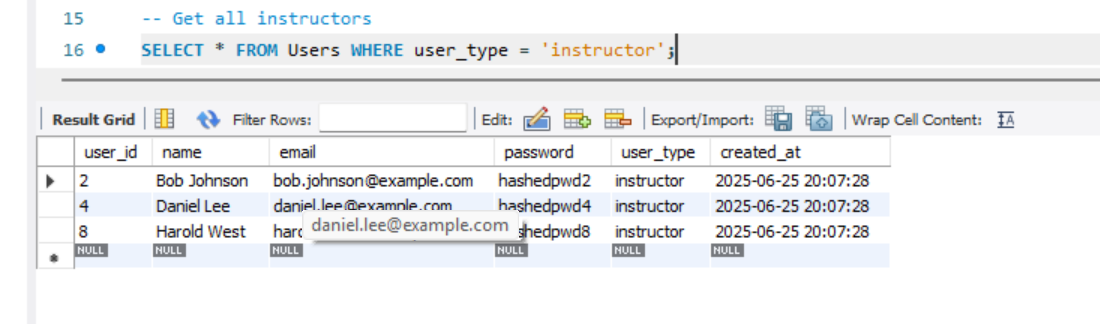 15 -- Get all instructors
16 SELECT * FROM Users WHERE user_type = 'instructor';
Result Grid Filter Rows: Edit: Export/Import: Wrap Cell Content: IA
user_id name email password user_type created_at
2 Bob Johnson bob.johnson@example.com hashedpwd2 instructor 2025-06-25 20:07:28
4 Daniel Lee daniel.lee@example.com hashedpwd4 instructor 2025-06-25 20:07:28
daniel.lee@example.com
8 Harold West instructor 2025-06-25 20:07:28
NULL NULL NULL NULL NULL NULL